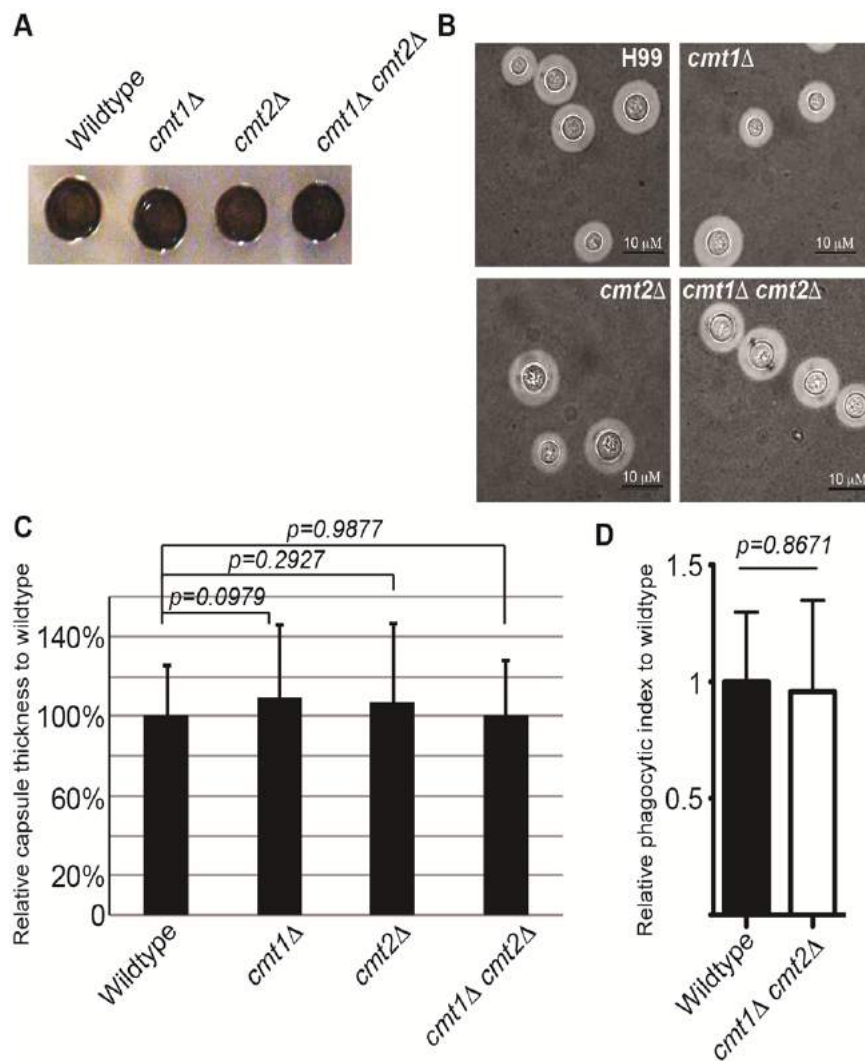 A
Wildtype
cmt1Δ
cmt2Δ
cmt1Δ cmt2Δ
B
H99
cmt1Δ
10 μM
10 μM
cmt2Δ
cmt1Δ cmt2Δ
10 μM
10 μM
C
p=0.9877
p=0.2927
p=0.0979
Relative capsule thickness to wildtype
140%
100%
60%
20%
0
Wildtype
cmt1Δ
cmt2Δ
cmt1Δ cmt2Δ
D
p=0.8671
Relative phagocytic index to wildtype
1.5
1
0.5
Wildtype
cmt1Δ cmt2Δ